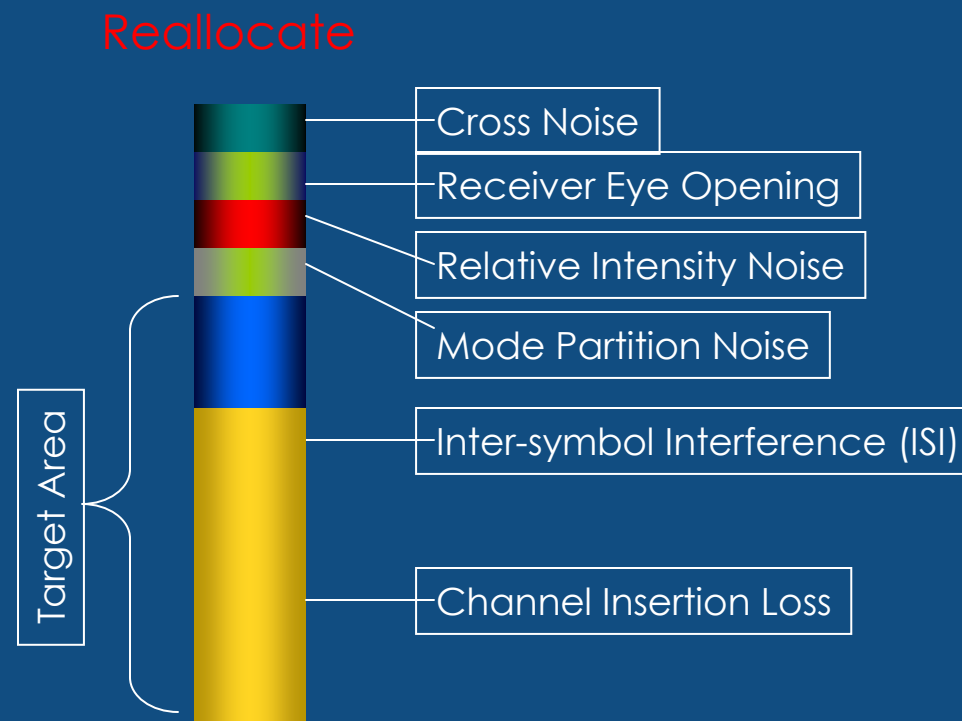 Reallocate
Cross Noise
Receiver Eye Opening
Relative Intensity Noise
Mode Partition Noise
Inter-symbol Interference (ISI)
Channel Insertion Loss
Target Area